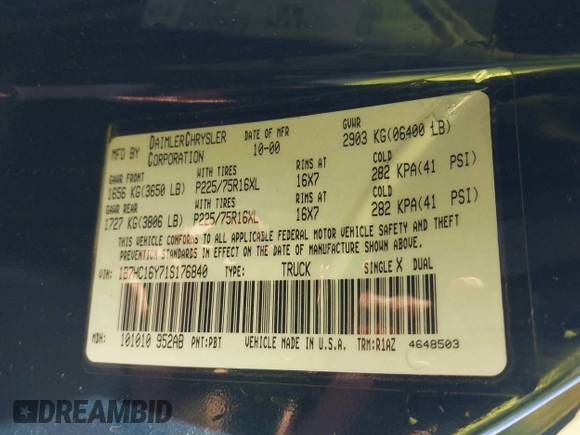 MFD BY DAIMLERCHRYSLER CORPORATION DATE OF MFR 10-00 GVWR 2903 KG(06400 LB)
GAWR FRONT WITH TIRES RIMS AT COLD
1656 KG(3650 LB) P225/75R16XL 16X7 282 KPA(41 PSI)
GAWR REAR WITH TIRES RIMS AT COLD
1727 KG(3806 LB) P225/75R16XL 16X7 282 KPA(41 PSI)
THIS VEHICLE CONFORMS TO ALL APPLICABLE FEDERAL MOTOR VEHICLE SAFETY AND THEFT
PREVENTION STANDARDS IN EFFECT ON THE DATE OF MANUFACTURE SHOWN ABOVE.
VIN: 1B7HC16Y71S176840 TYPE: TRUCK SINGLE X DUAL
MDH: 101010 952AB PNT:PBT VEHICLE MADE IN U.S.A. TRM:R1AZ 4648503
DREAMBID